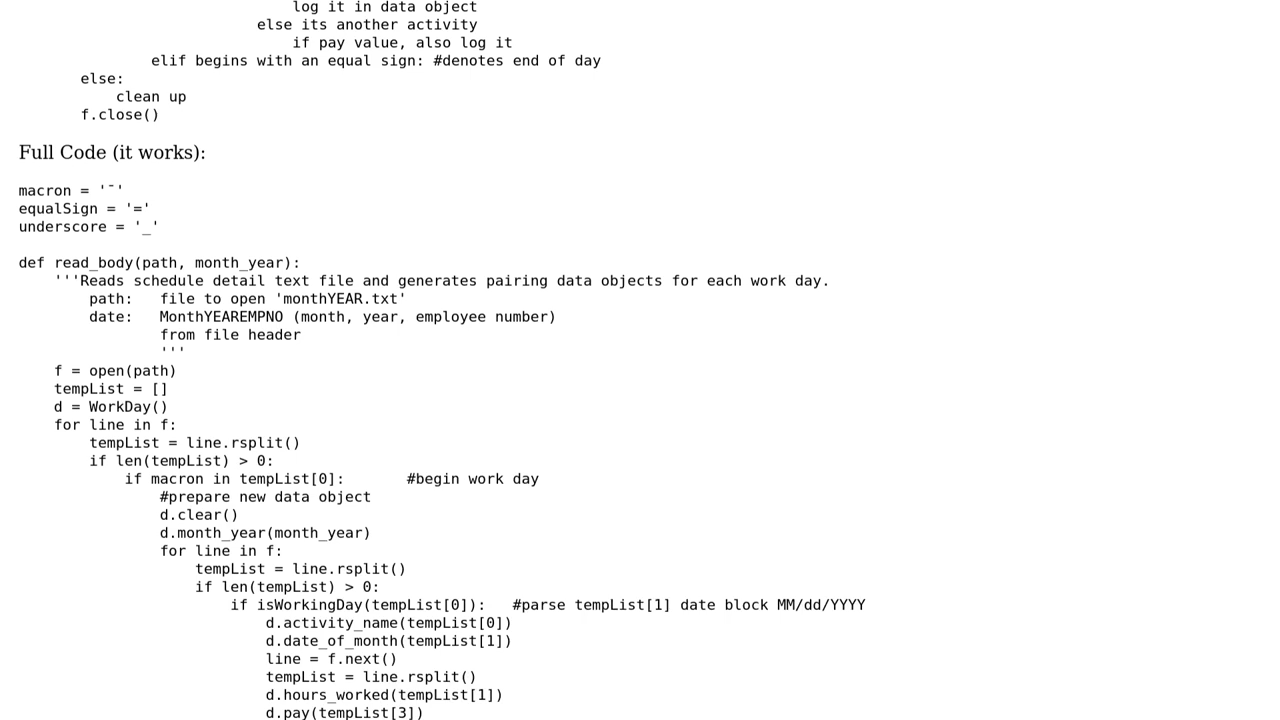 log it in data object
                           else its another activity
                               if pay value, also log it
               elif begins with an equal sign: #denotes end of day
       else:
           clean up
       f.close()

Full Code (it works):

macron = '¯'
equalSign = '='
underscore = '_'

def read_body(path, month_year):
    '''Reads schedule detail text file and generates pairing data objects for each work day.
        path:   file to open 'monthYEAR.txt'
        date:   MonthYEAREMPNO (month, year, employee number)
                from file header
                '''
    f = open(path)
    tempList = []
    d = WorkDay()
    for line in f:
        tempList = line.rsplit()
        if len(tempList) > 0:
            if macron in tempList[0]:       #begin work day
                #prepare new data object
                d.clear()
                d.month_year(month_year)
                for line in f:
                    tempList = line.rsplit()
                    if len(tempList) > 0:
                        if isWorkingDay(tempList[0]):   #parse tempList[1] date block MM/dd/YYYY
                            d.activity_name(tempList[0])
                            d.date_of_month(tempList[1])
                            line = f.next()
                            tempList = line.rsplit()
                            d.hours_worked(tempList[1])
                            d.pay(tempList[3])